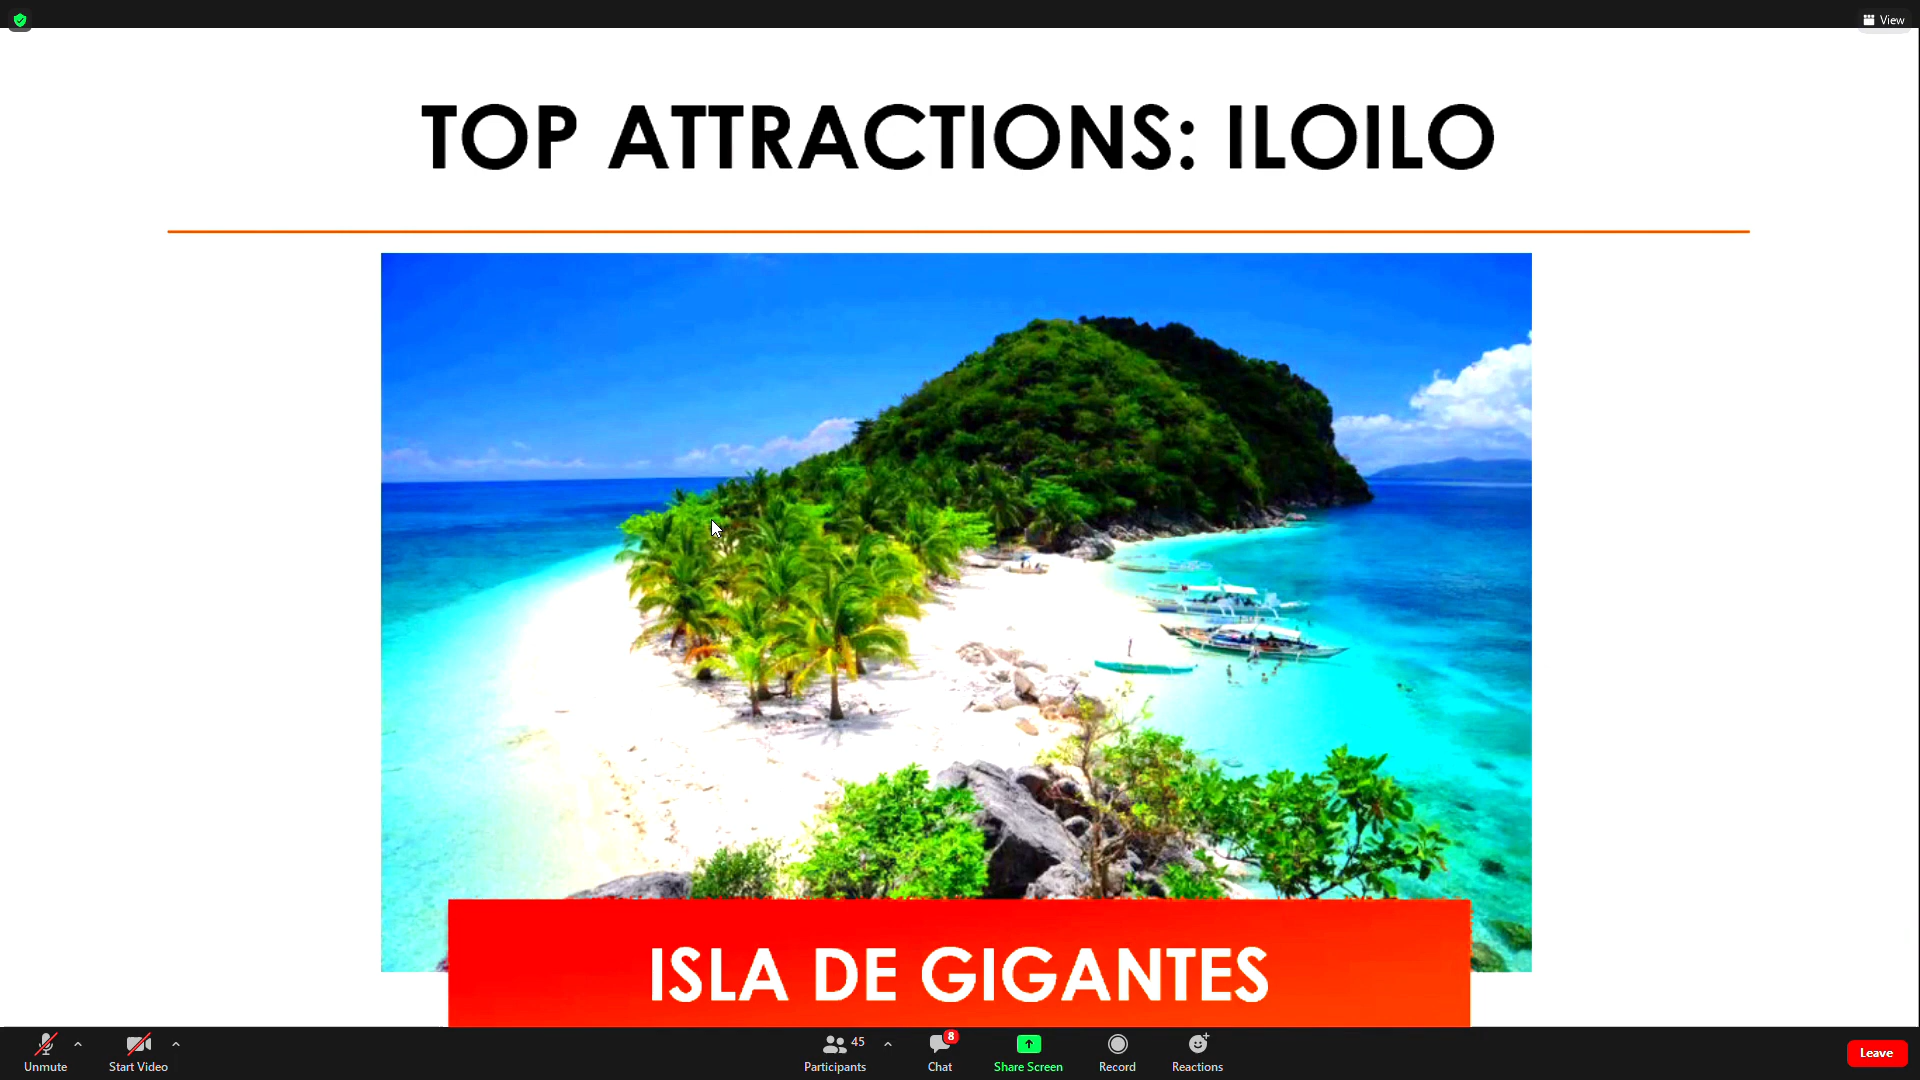 View
TOP ATTRACTIONS: ILOILO
ISLA DE GIGANTES
Unmute
Start Video
45
Participants
8
Chat
Share Screen
Record
Reactions
Leave